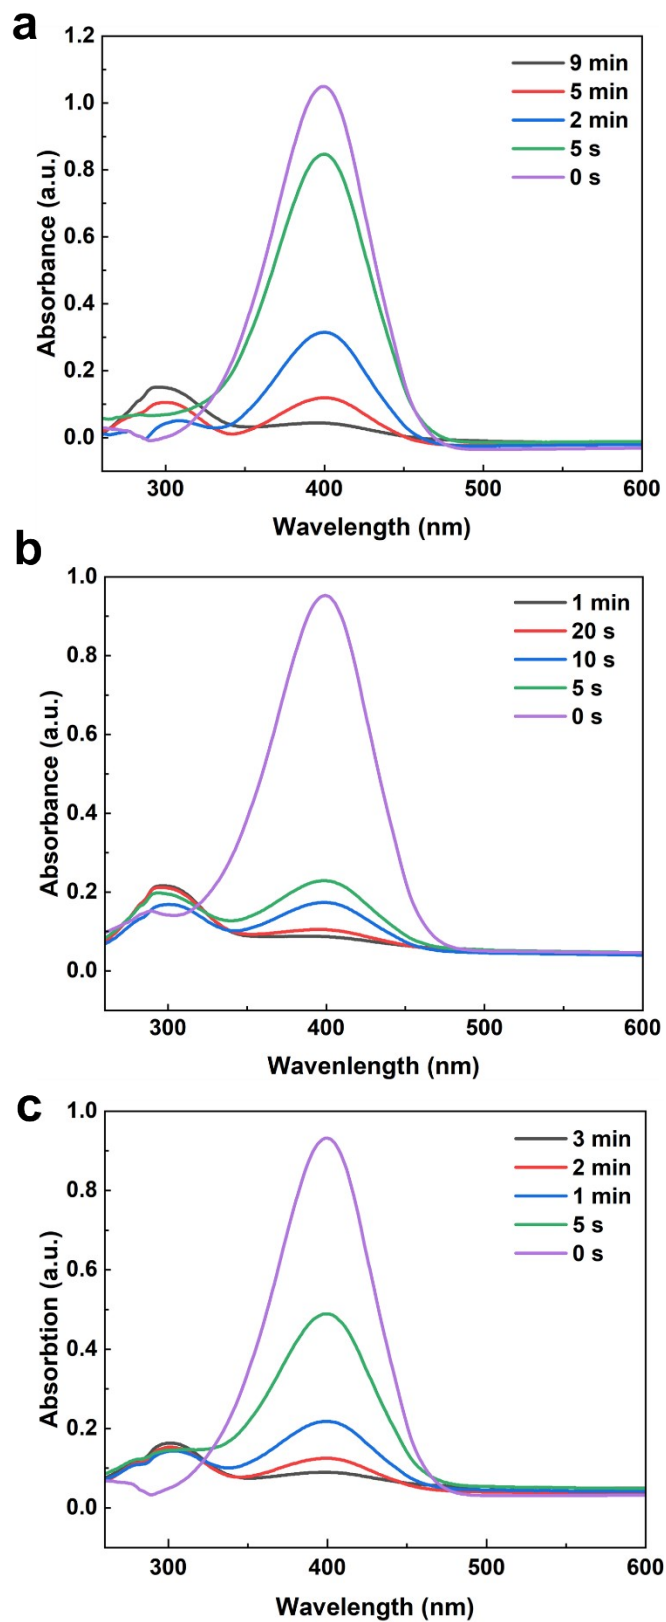 a
1.2
1.0
0.8
0.6
0.4
0.2
0.0
Absorbance (a.u.)
9 min
5 min
2 min
5 s
0 s
300 400 500 600
Wavelength (nm)
b
1.0
0.8
0.6
0.4
0.2
0.0
Absorbance (a.u.)
1 min
20 s
10 s
5 s
0 s
300 400 500 600
Wavenlength (nm)
c
1.0
0.8
0.6
0.4
0.2
0.0
Absorbtion (a.u.)
3 min
2 min
1 min
5 s
0 s
300 400 500 600
Wavelength (nm)